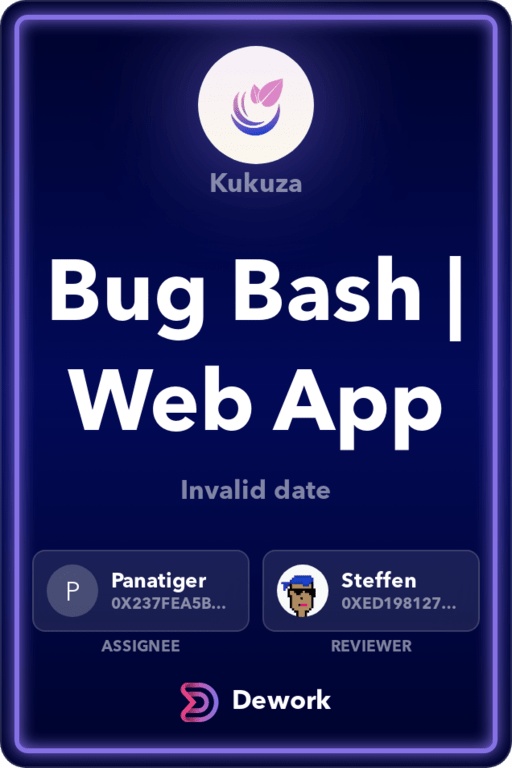 Kukuza
Bug Bash |
Web App
Invalid date
P
Panatiger
0X237FEA5B...
ASSIGNEE
Steffen
0XED198127...
REVIEWER
Dework